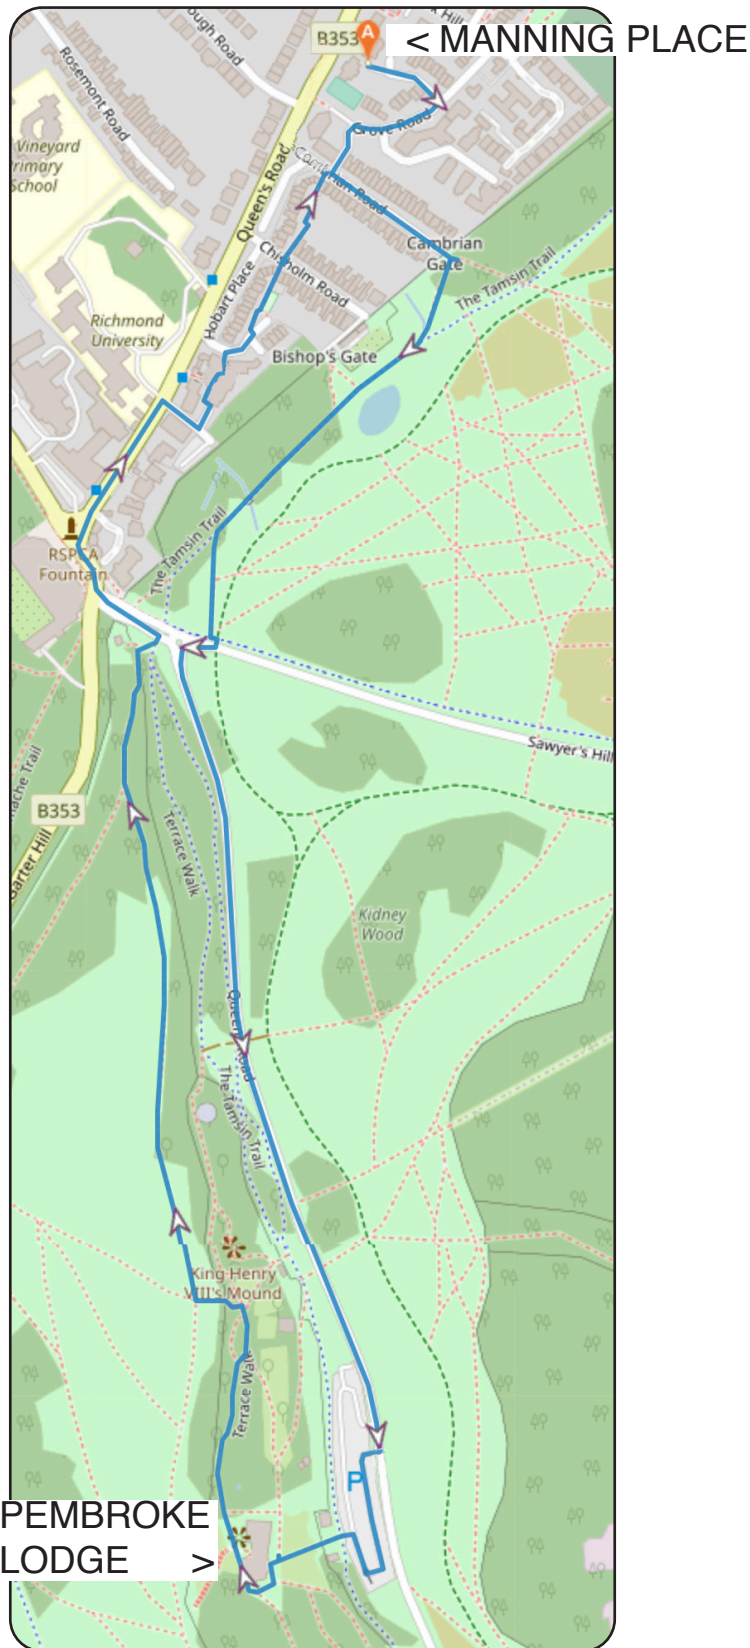 B353
A
< MANNING PLACE
Rosemont Road
Vineyard
School
Queen's Road
Grove Road
Cambrian Road
Cambrian
Gate
The Tamsin Trail
Chisholm Road
Hobart Place
Richmond
University
Bishop's Gate
The Tamsin Trail
RSPCA
Fountain
Sawyer's Hill
B353
Terrace Walk
Kidney
Wood
Queen's Road
The Tamsin Trail
King Henry
VIII's Mound
Terrace Walk
P
PEMBROKE
LODGE >